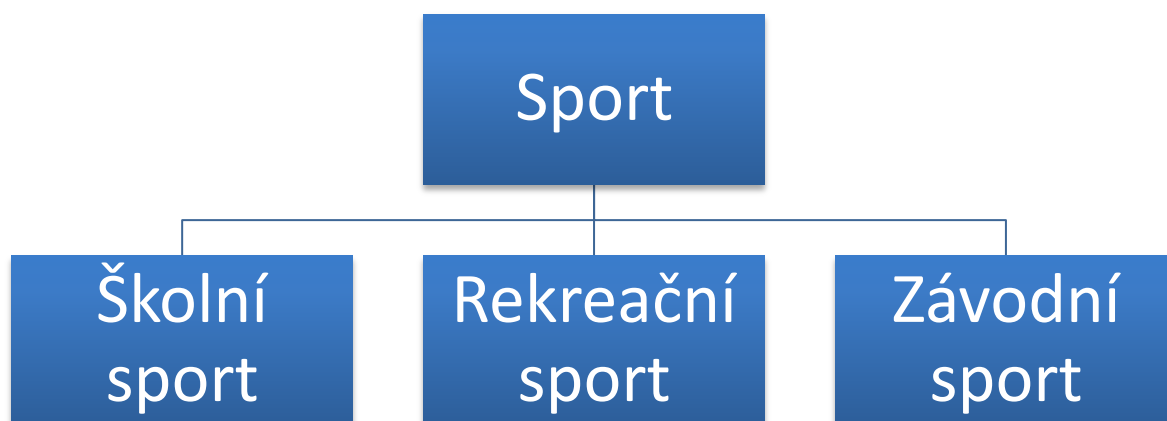 Sport
Školní
sport
Rekreační
sport
Závodní
sport